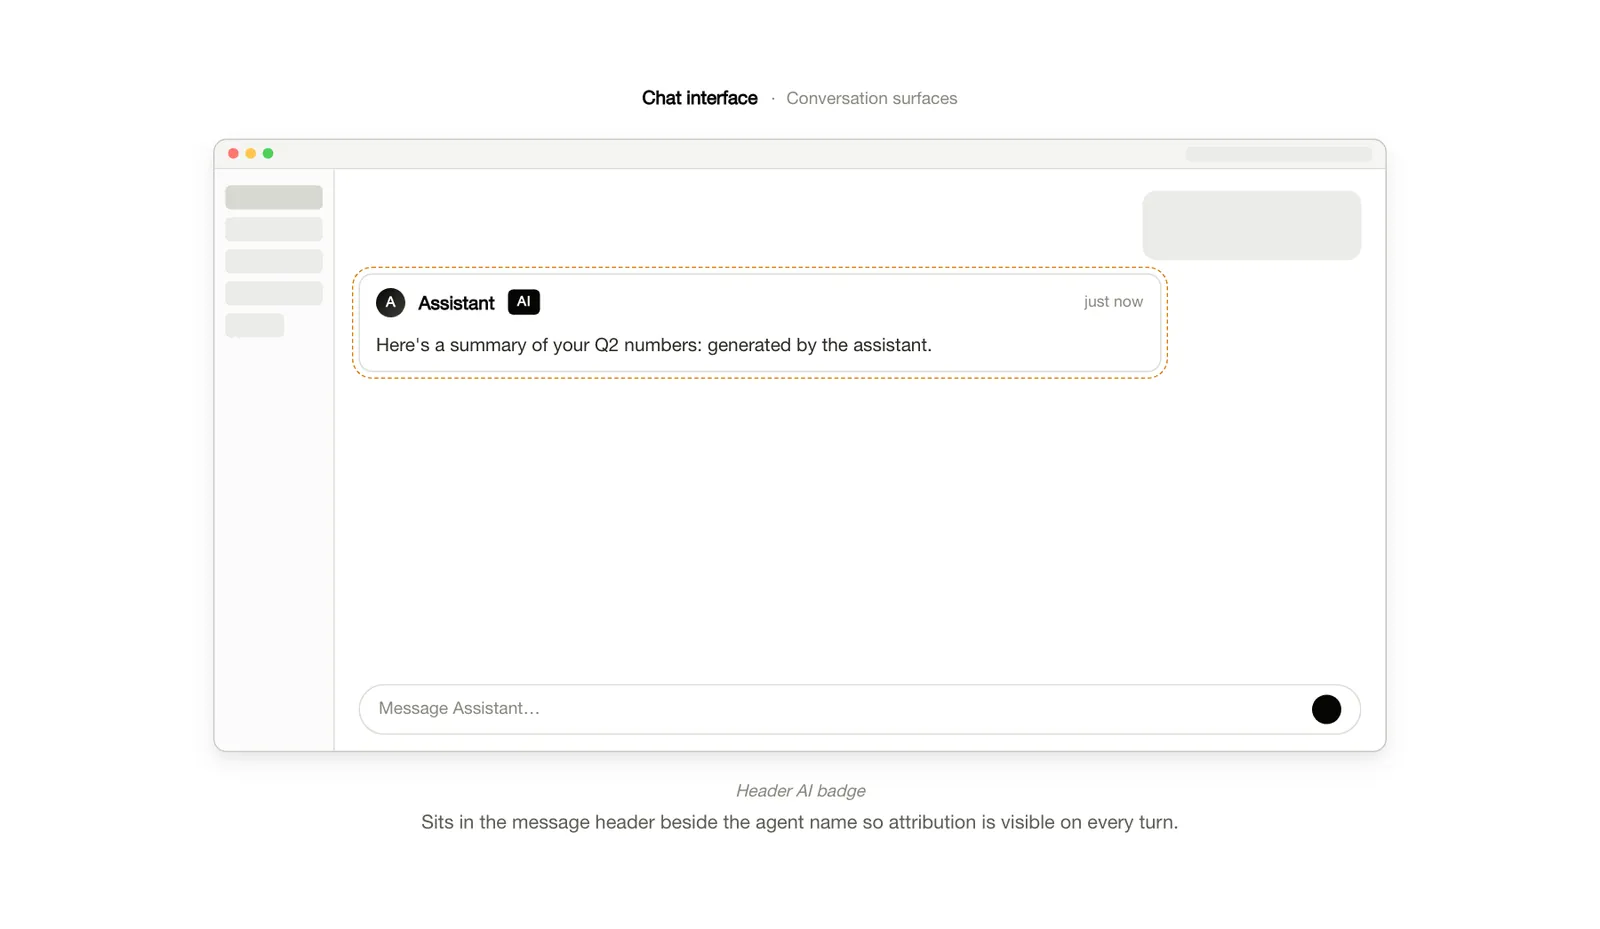 Chat interface · Conversation surfaces
A Assistant AI just now
Here's a summary of your Q2 numbers: generated by the assistant.
Message Assistant...
Header AI badge
Sits in the message header beside the agent name so attribution is visible on every turn.